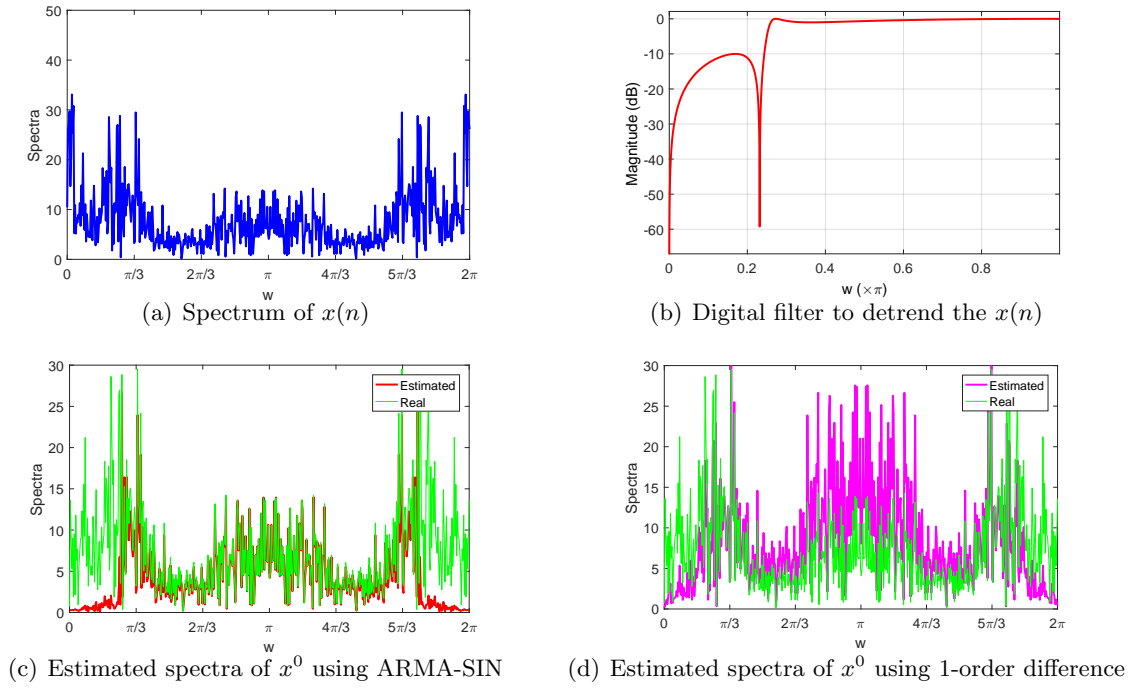 50
40
30
20
10
0
Spectra
0 π/3 2π/3 π 4π/3 5π/3 2π
w
(a) Spectrum of x(n)
0
-10
-20
-30
-40
-50
-60
Magnitude (dB)
0 0.2 0.4 0.6 0.8
w (×π)
(b) Digital filter to detrend the x(n)
30
25
20
15
10
5
0
Spectra
Estimated
Real
0 π/3 2π/3 π 4π/3 5π/3 2π
w
(c) Estimated spectra of x⁰ using ARMA-SIN
30
25
20
15
10
5
0
Spectra
Estimated
Real
0 π/3 2π/3 π 4π/3 5π/3 2π
w
(d) Estimated spectra of x⁰ using 1-order difference